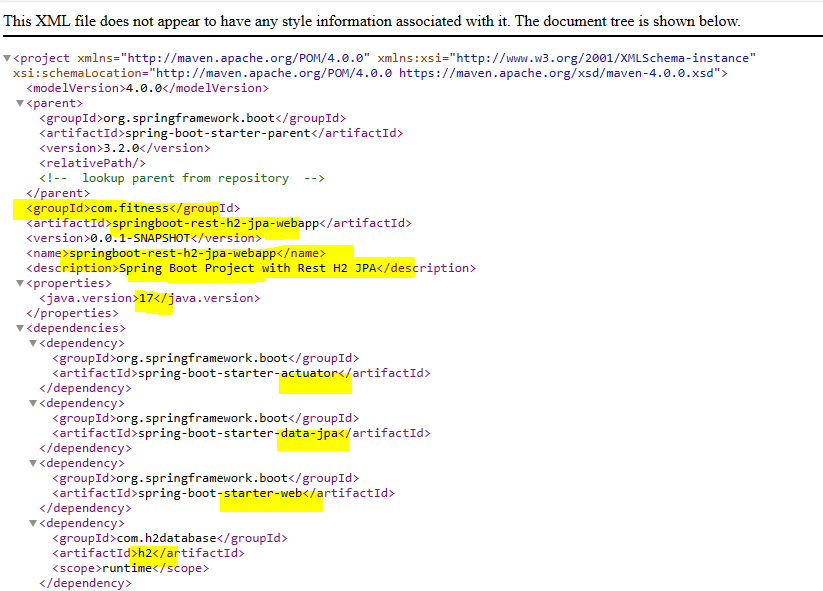 This XML file does not appear to have any style information associated with it. The document tree is shown below.
▼<project xmlns="http://maven.apache.org/POM/4.0.0" xmlns:xsi="http://www.w3.org/2001/XMLSchema-instance"
xsi:schemaLocation="http://maven.apache.org/POM/4.0.0 https://maven.apache.org/xsd/maven-4.0.0.xsd">
<modelVersion>4.0.0</modelVersion>
▼<parent>
<groupId>org.springframework.boot</groupId>
<artifactId>spring-boot-starter-parent</artifactId>
<version>3.2.0</version>
<relativePath/>
<!-- lookup parent from repository -->
</parent>
<groupId>com.fitness</groupId>
<artifactId>springboot-rest-h2-jpa-webapp</artifactId>
<version>0.0.1-SNAPSHOT</version>
<name>springboot-rest-h2-jpa-webapp</name>
<description>Spring Boot Project with Rest H2 JPA</description>
▼<properties>
<java.version>17</java.version>
</properties>
▼<dependencies>
▼<dependency>
<groupId>org.springframework.boot</groupId>
<artifactId>spring-boot-starter-actuator</artifactId>
</dependency>
▼<dependency>
<groupId>org.springframework.boot</groupId>
<artifactId>spring-boot-starter-data-jpa</artifactId>
</dependency>
▼<dependency>
<groupId>org.springframework.boot</groupId>
<artifactId>spring-boot-starter-web</artifactId>
</dependency>
▼<dependency>
<groupId>com.h2database</groupId>
<artifactId>h2</artifactId>
<scope>runtime</scope>
</dependency>